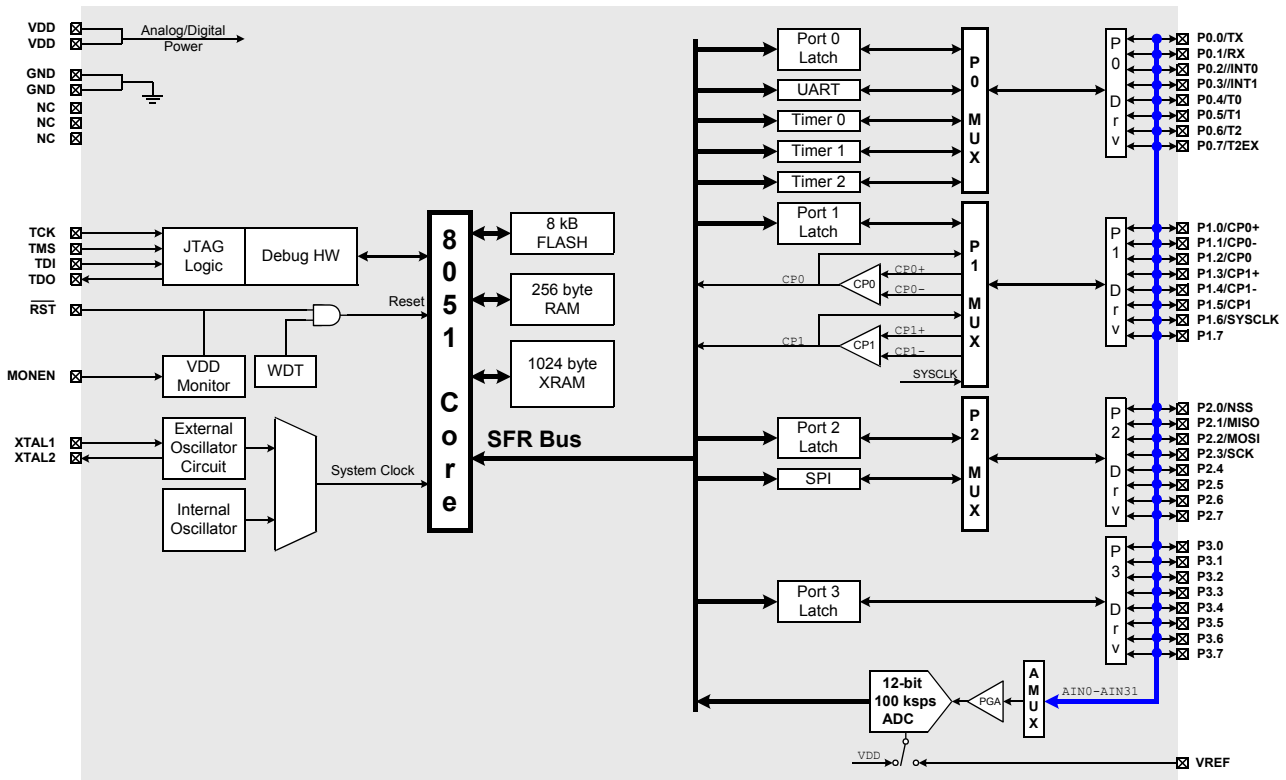 VDD
VDD
Analog/Digital
Power
GND
GND
NC
NC
NC
TCK
TMS
TDI
TDO
JTAG
Logic
Debug HW
RST
Reset
MONEN
VDD
Monitor
WDT
XTAL1
XTAL2
External
Oscillator
Circuit
Internal
Oscillator
System Clock
8
0
5
1
C
o
r
e
8 kB
FLASH
256 byte
RAM
1024 byte
XRAM
SFR Bus
Port 0
Latch
UART
Timer 0
Timer 1
Timer 2
P
0
M
U
X
P
0
D
r
v
P0.0/TX
P0.1/RX
P0.2//INT0
P0.3//INT1
P0.4/T0
P0.5/T1
P0.6/T2
P0.7/T2EX
Port 1
Latch
CP0
CP0
CP0+
CP0-
CP1
CP1
CP1+
CP1-
SYSCLK
P
1
M
U
X
P
1
D
r
v
P1.0/CP0+
P1.1/CP0-
P1.2/CP0
P1.3/CP1+
P1.4/CP1-
P1.5/CP1
P1.6/SYSCLK
P1.7
Port 2
Latch
SPI
P
2
M
U
X
P
2
D
r
v
P2.0/NSS
P2.1/MISO
P2.2/MOSI
P2.3/SCK
P2.4
P2.5
P2.6
P2.7
Port 3
Latch
P
3
D
r
v
P3.0
P3.1
P3.2
P3.3
P3.4
P3.5
P3.6
P3.7
12-bit
100 ksps
ADC
PGA
A
M
U
X
AIN0-AIN31
VDD
VREF